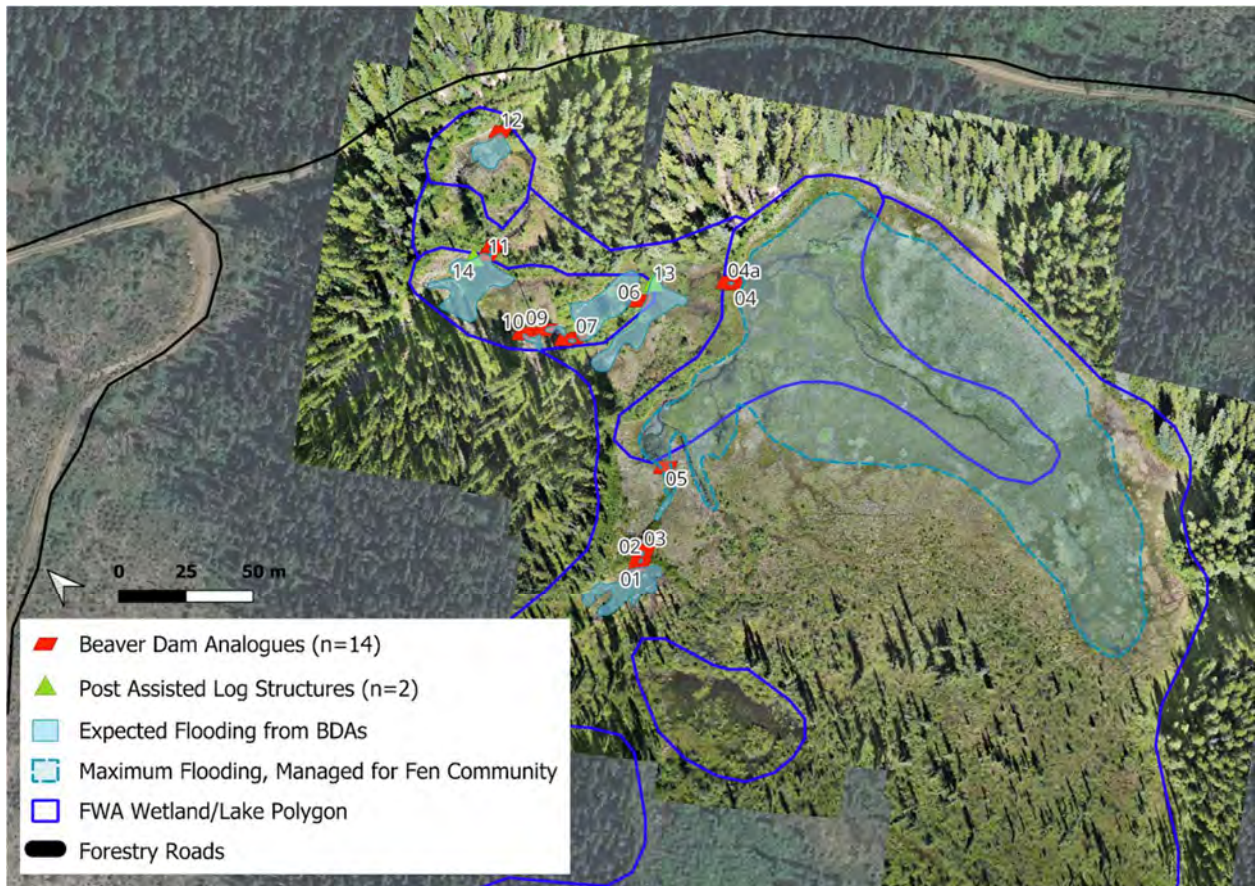 12
11
14
13
06
04a
04
10
09
07
05
02
03
01
0 25 50 m
Beaver Dam Analogues (n=14)
Post Assisted Log Structures (n=2)
Expected Flooding from BDAs
Maximum Flooding, Managed for Fen Community
FWA Wetland/Lake Polygon
Forestry Roads